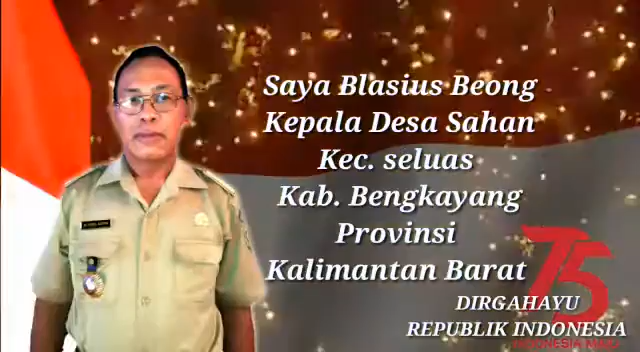 Saya Blasius Beong
Kepala Desa Sahan
Kec. seluas
Kab. Bengkayang
Provinsi
Kalimantan Barat
75
DIRGAHAYU
REPUBLIK INDONESIA
INDONESIA MAJU